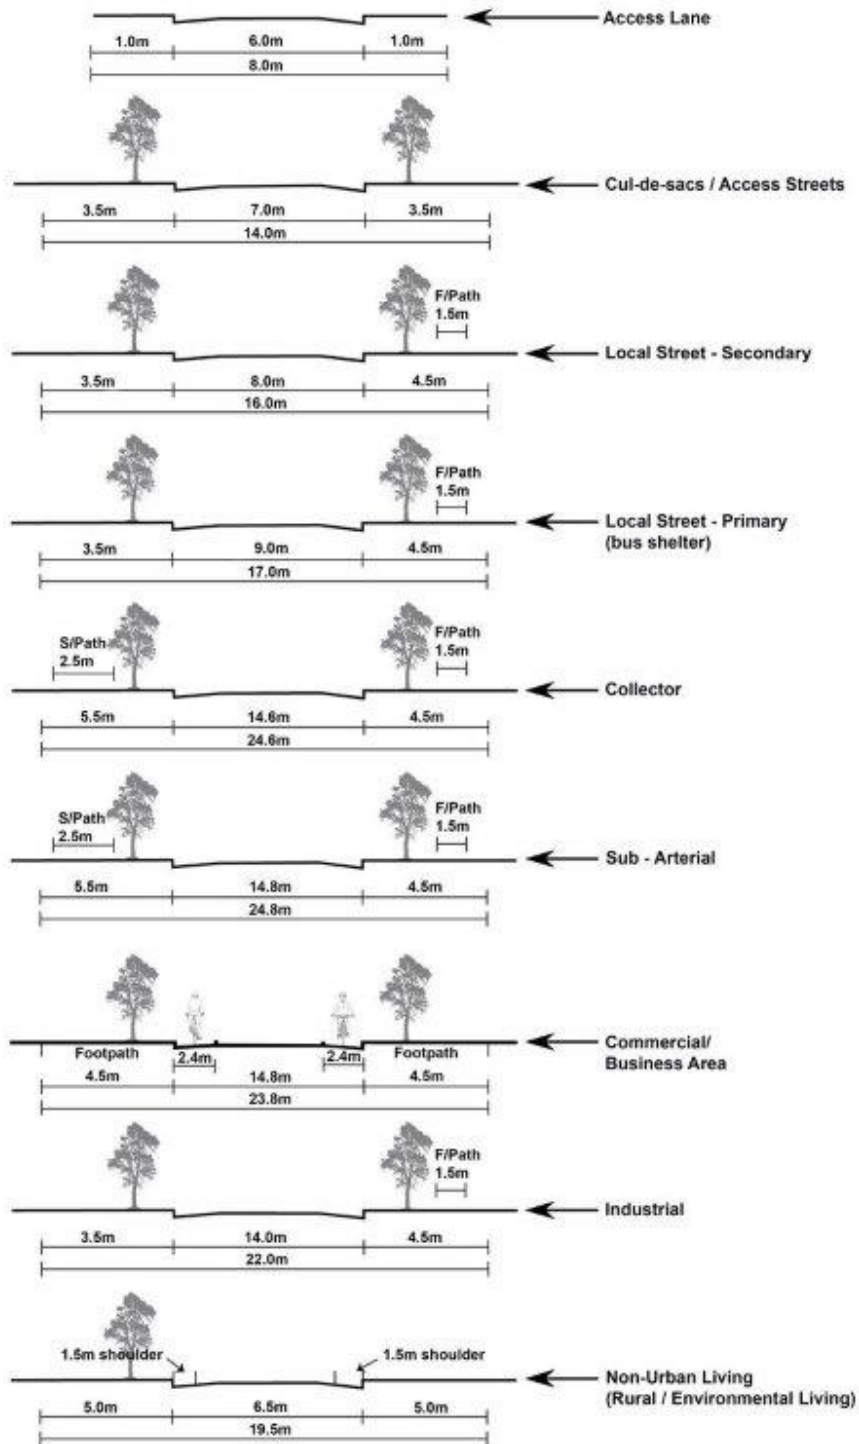 Access Lane
1.0m 6.0m 1.0m
8.0m
Cul-de-sacs / Access Streets
3.5m 7.0m 3.5m
14.0m
F/Path
1.5m
Local Street - Secondary
3.5m 8.0m 4.5m
16.0m
F/Path
1.5m
Local Street - Primary
(bus shelter)
3.5m 9.0m 4.5m
17.0m
S/Path
2.5m
F/Path
1.5m
Collector
5.5m 14.6m 4.5m
24.6m
S/Path
2.5m
F/Path
1.5m
Sub - Arterial
5.5m 14.8m 4.5m
24.8m
Commercial/
Business Area
Footpath 2.4m 2.4m Footpath
4.5m 14.8m 4.5m
23.8m
F/Path
1.5m
Industrial
3.5m 14.0m 4.5m
22.0m
1.5m shoulder 1.5m shoulder
Non-Urban Living
(Rural / Environmental Living)
5.0m 6.5m 5.0m
19.5m